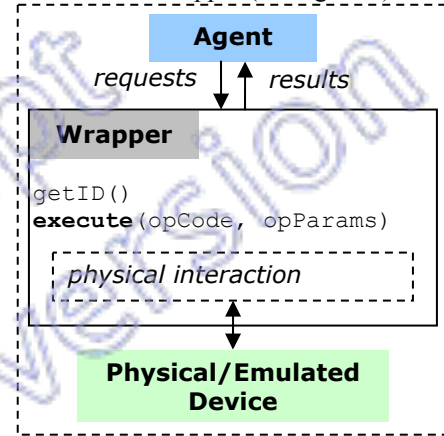 Agent
requests results
Wrapper
getID()
execute(opCode, opParams)
physical interaction
Physical/Emulated
Device